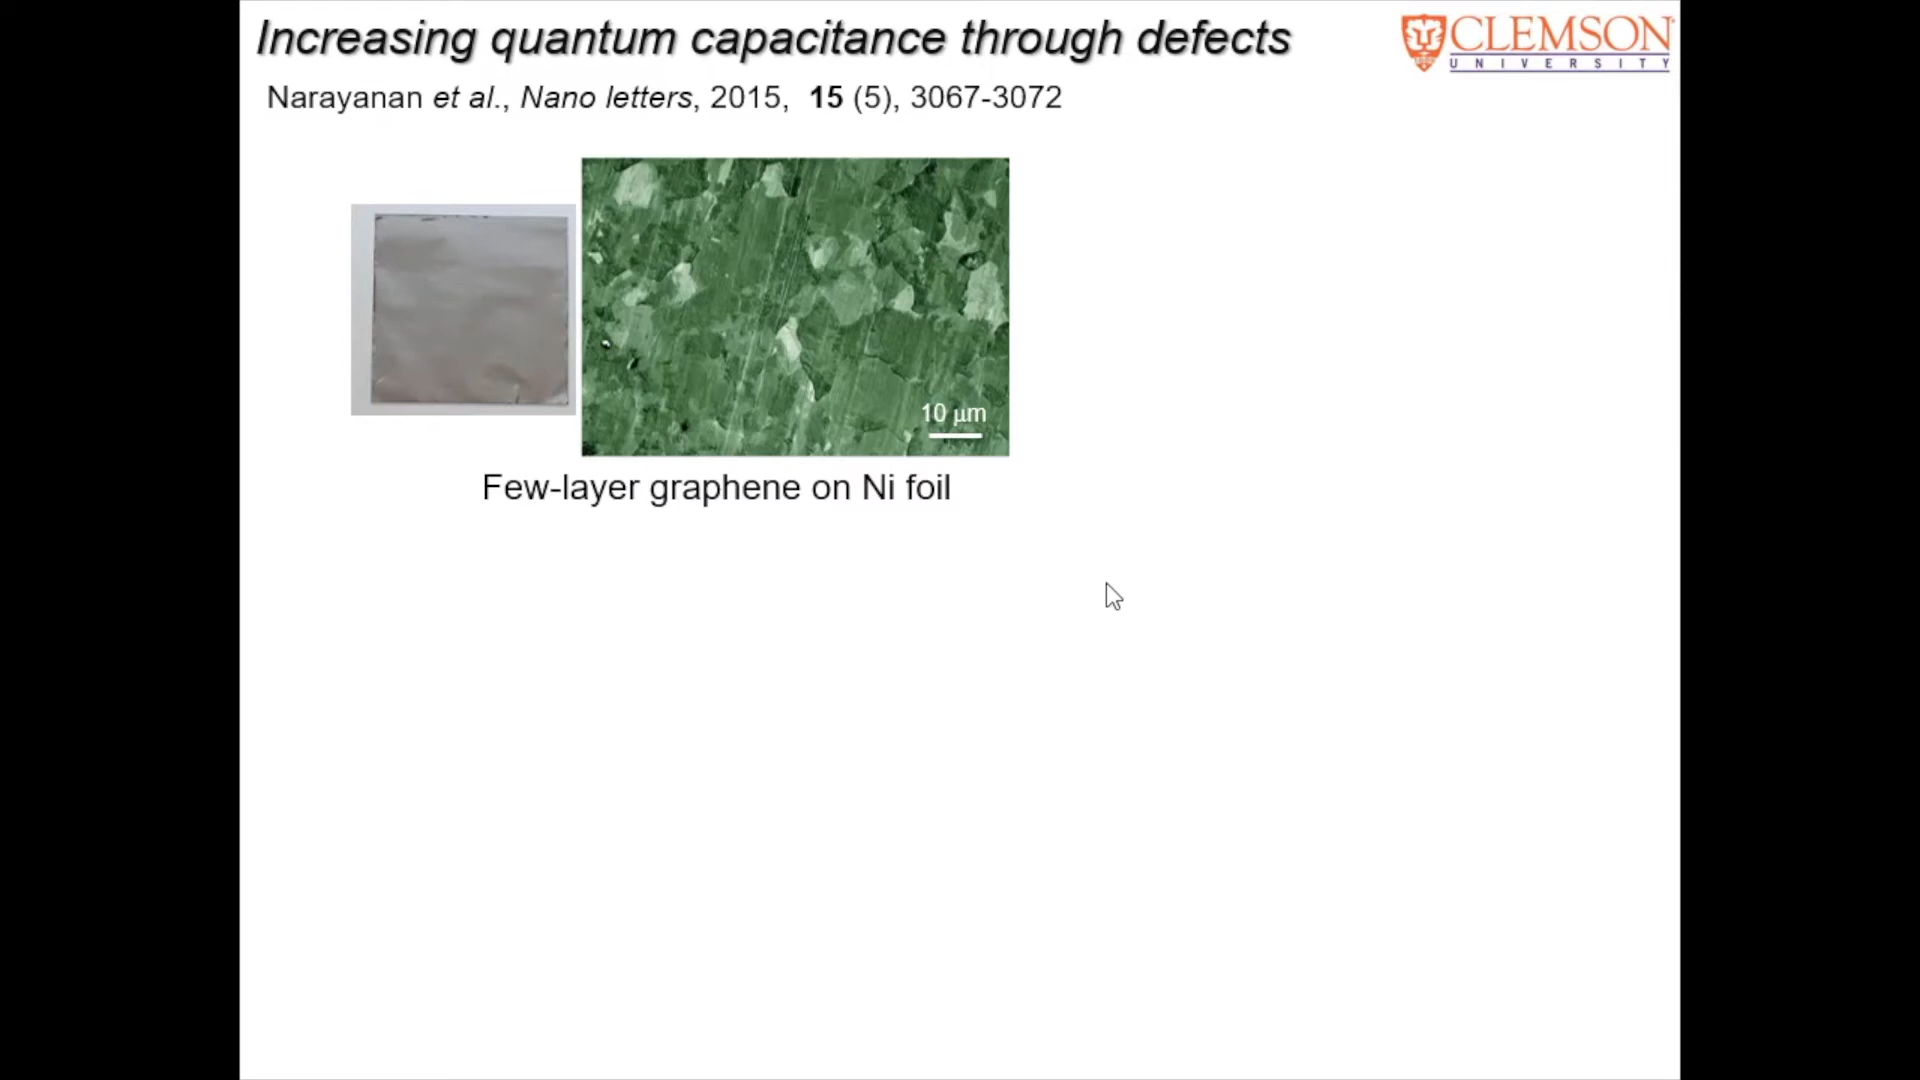 Increasing quantum capacitance through defects
CLEMSON
UNIVERSITY
Narayanan et al., Nano letters, 2015, 15 (5), 3067-3072
10 µm
Few-layer graphene on Ni foil